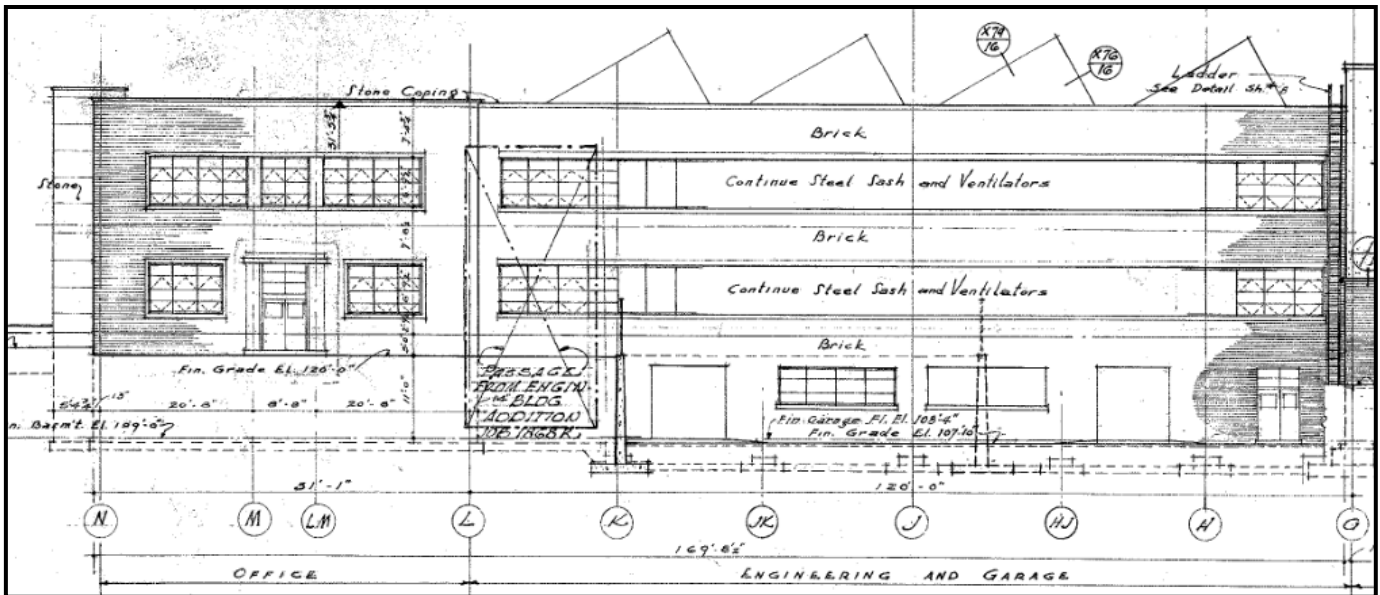 X74
16
X76
16
Ladder
See Detail Sh.# 5
Stone Coping
Brick
Stone
Continue Steel Sash and Ventilators
Brick
Continue Steel Sash and Ventilators
Brick
Fin. Grade El. 120'-0"
PASSAGE
FROM ENGIN
BLDG
ADDITION
11'-0"
20'-8" 8'-8" 20'-8"
Fin. Garage Fl. El. 108'-4"
Fin. Grade El. 107'-10"
51'-1" 120'-0"
N M LM L K JK J HJ H G
169'-8½"
OFFICE ENGINEERING AND GARAGE